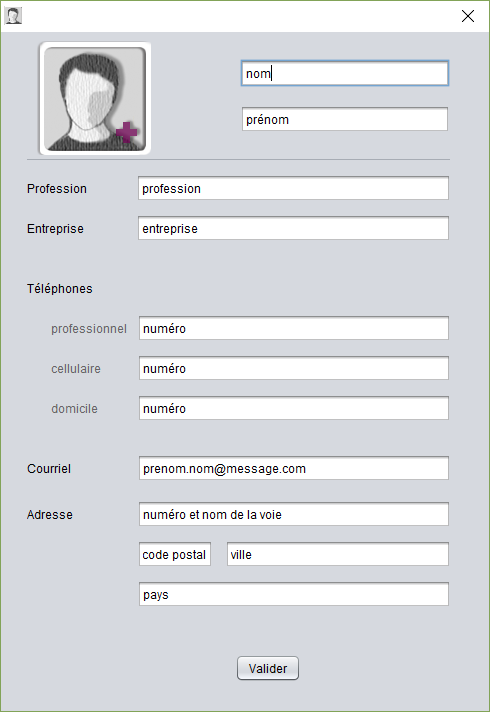 nom
prénom
Profession profession
Entreprise entreprise
Téléphones
professionnel numéro
cellulaire numéro
domicile numéro
Courriel prenom.nom@message.com
Adresse numéro et nom de la voie
code postal ville
pays
Valider